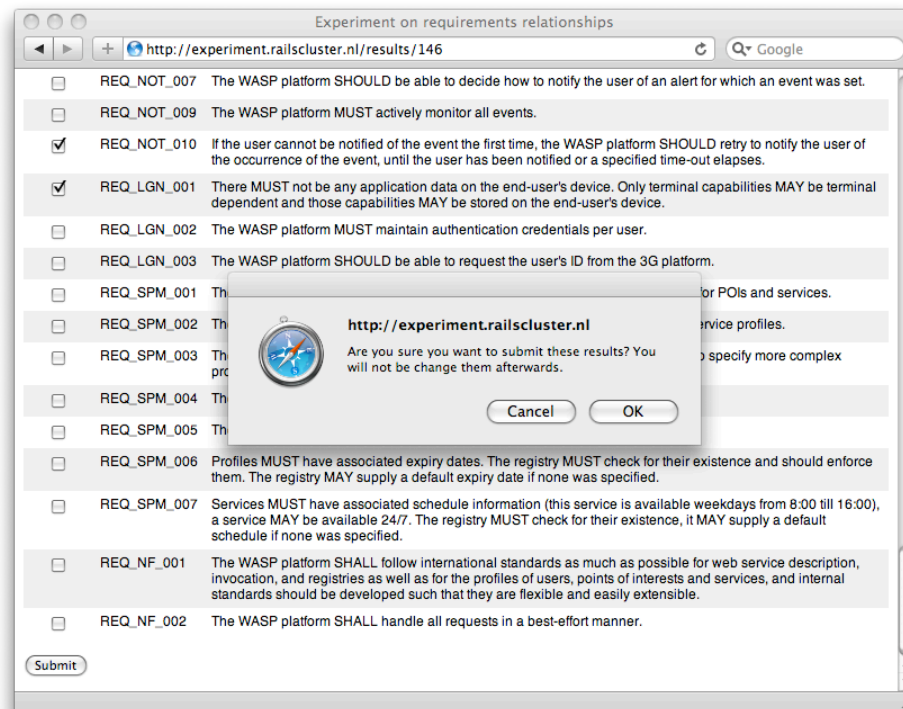 Experiment on requirements relationships
http://experiment.railscluster.nl/results/146
Google
REQ_NOT_007 The WASP platform SHOULD be able to decide how to notify the user of an alert for which an event was set.
REQ_NOT_009 The WASP platform MUST actively monitor all events.
REQ_NOT_010 If the user cannot be notified of the event the first time, the WASP platform SHOULD retry to notify the user of
the occurrence of the event, until the user has been notified or a specified time-out elapses.
REQ_LGN_001 There MUST not be any application data on the end-user's device. Only terminal capabilities MAY be terminal
dependent and those capabilities MAY be stored on the end-user's device.
REQ_LGN_002 The WASP platform MUST maintain authentication credentials per user.
REQ_LGN_003 The WASP platform SHOULD be able to request the user's ID from the 3G platform.
REQ_SPM_001 for POIs and services.
REQ_SPM_002 profiles.
REQ_SPM_003 specify more complex
REQ_SPM_004
REQ_SPM_005
http://experiment.railscluster.nl
Are you sure you want to submit these results? You
will not be change them afterwards.
Cancel OK
REQ_SPM_006 Profiles MUST have associated expiry dates. The registry MUST check for their existence and should enforce
them. The registry MAY supply a default expiry date if none was specified.
REQ_SPM_007 Services MUST have associated schedule information (this service is available weekdays from 8:00 till 16:00),
a service MAY be available 24/7. The registry MUST check for their existence, it MAY supply a default
schedule if none was specified.
REQ_NF_001 The WASP platform SHALL follow international standards as much as possible for web service description,
invocation, and registries as well as for the profiles of users, points of interests and services, and internal
standards should be developed such that they are flexible and easily extensible.
REQ_NF_002 The WASP platform SHALL handle all requests in a best-effort manner.
Submit